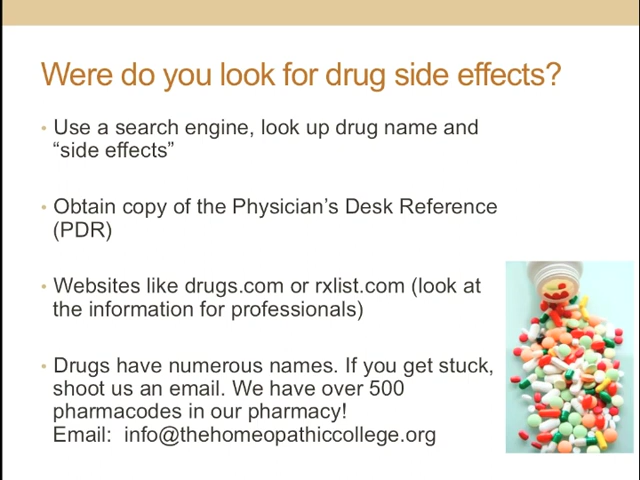 Were do you look for drug side effects?
• Use a search engine, look up drug name and
“side effects”
• Obtain copy of the Physician’s Desk Reference
(PDR)
• Websites like drugs.com or rxlist.com (look at
the information for professionals)
• Drugs have numerous names. If you get stuck,
shoot us an email. We have over 500
pharmacodes in our pharmacy!
Email:  info@thehomeopathiccollege.org